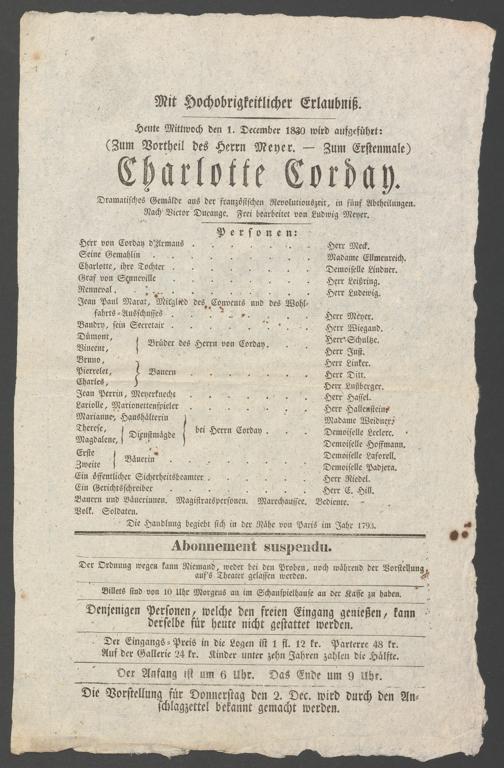 Mit Hochobrigkeitlicher Erlaubniß.
Heute Mittwoch den 1. December 1830 wird aufgeführt:
(Zum Vortheil des Herrn Meyer. — Zum Erstenmale)
Charlotte Corday.
Dramatisches Gemälde aus der französischen Revolutionszeit, in fünf Abtheilungen.
Nach Victor Ducange. Frei bearbeitet von Ludwig Meyer.
Personen:
Herr von Corday d'Armans . . . . . . . Herr Meck.
Seine Gemahlin . . . . . . . . Madame Ellmenreich.
Charlotte, ihre Tochter . . . . . . . Demoiselle Lindner.
Graf von Senneville . . . . . . . Herr Leißring.
Renneval . . . . . . . . . Herr Ludewig.
Jean Paul Marat, Mitglied des Convents und des Wohl-
fahrts-Ausschusses . . . . . . . Herr Meyer.
Baudry, sein Secretair . . . . . . . Herr Wiegand.
Dümont, } Brüder des Herrn von Corday . . . Herr Schultze.
Vincent, Herr Just.
Bruno, } Bauern . . . . . . Herr Linker.
Pierrolet, Herr Ditt.
Charles, Herr Lustberger.
Jean Perrin, Meyerknecht . . . . . . Herr Hassel.
Lariolle, Marionettenspieler . . . . . . Herr Hallenstein.
Marianne, Haushälterin } bei Herrn Corday . . . Madame Weidner.
Therese, } Dienstmägde Demoiselle Leclerc.
Magdalene, Demoiselle Hoffmann.
Erste } Bäuerin . . . . . . . Demoiselle Lasorell.
Zweite Demoiselle Padjera.
Ein öffentlicher Sicherheitsbeamter . . . . . Herr Riedel.
Ein Gerichtsschreiber . . . . . . . Herr C. Hill.
Bauern und Bäuerinnen. Magistratspersonen. Marechaussee. Bediente.
Volk. Soldaten.
Die Handlung begiebt sich in der Nähe von Paris im Jahr 1793.
Abonnement suspendu.
Der Ordnung wegen kann Niemand, weder bei den Proben, noch während der Vorstellung
auf's Theater gelassen werden.
Billets sind von 10 Uhr Morgens an im Schauspielhause an der Kasse zu haben.
Denjenigen Personen, welche den freien Eingang genießen, kann
derselbe für heute nicht gestattet werden.
Der Eingangs-Preis in die Logen ist 1 fl. 12 kr. Parterre 48 kr.
Auf der Gallerie 24 kr. Kinder unter zehn Jahren zahlen die Hälfte.
Der Anfang ist um 6 Uhr. Das Ende um 9 Uhr.
Die Vorstellung für Donnerstag den 2. Dec. wird durch den An-
schlagzettel bekannt gemacht werden.